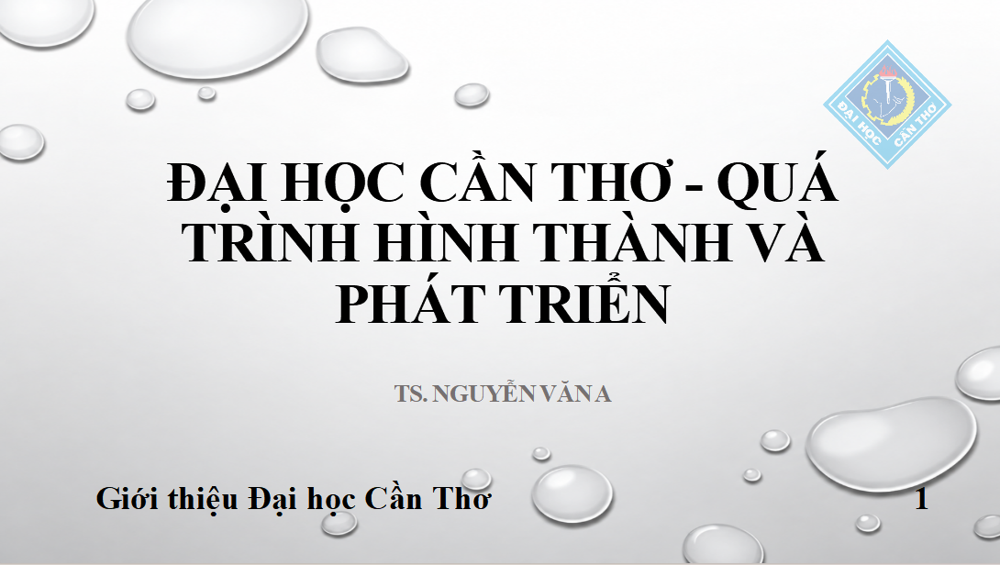 ĐẠI HỌC CẦN THƠ
ĐẠI HỌC CẦN THƠ - QUÁ
TRÌNH HÌNH THÀNH VÀ
PHÁT TRIỂN
TS. NGUYỄN VĂN A
Giới thiệu Đại học Cần Thơ
1